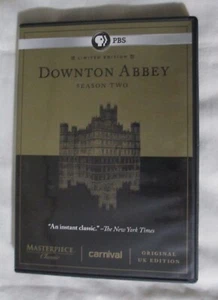 PBS
LIMITED EDITION
DOWNTON ABBEY
SEASON TWO
"An instant classic." –The New York Times
MASTERPIECE
Classic
carnival
ORIGINAL
UK EDITION